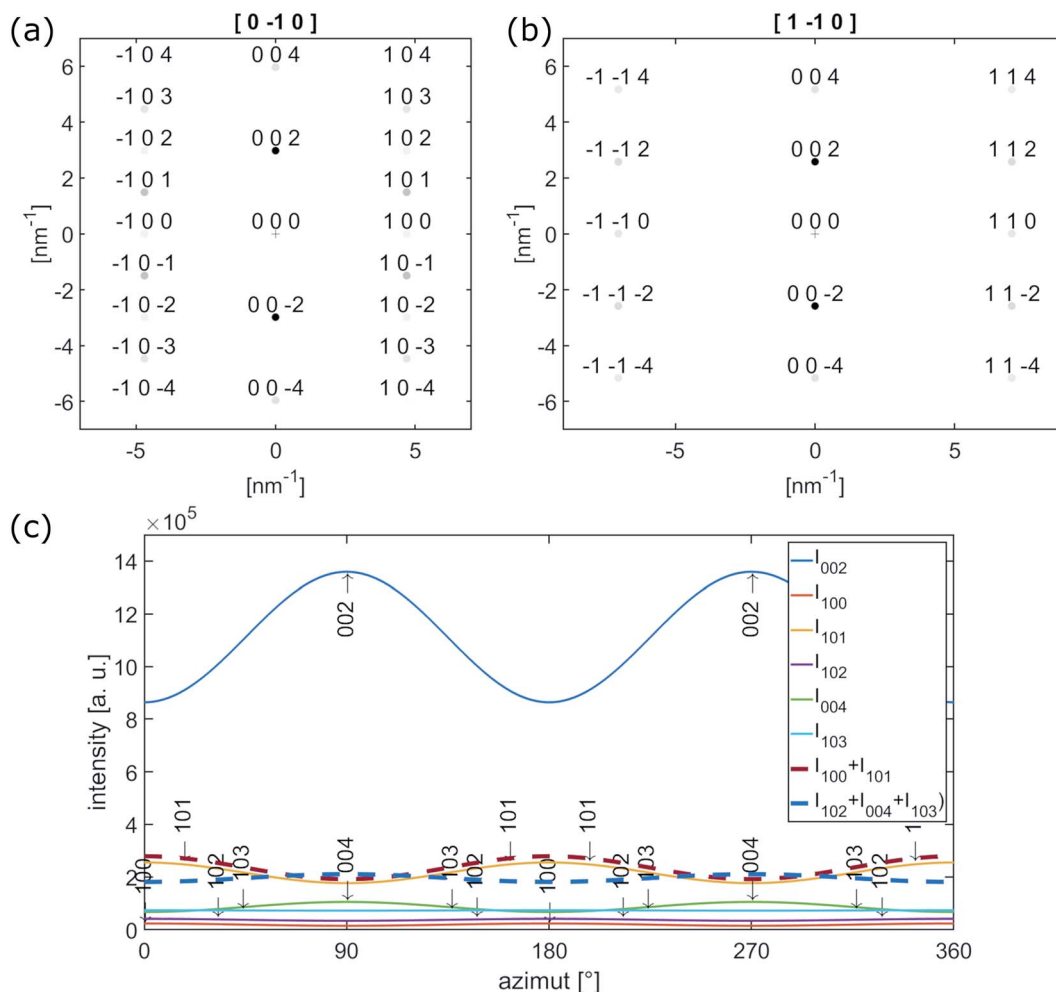 (a)
[ 0 -1 0 ]
-1 0 4 0 0 4 1 0 4
-1 0 3 1 0 3
-1 0 2 0 0 2 1 0 2
-1 0 1 1 0 1
-1 0 0 0 0 0 1 0 0
-1 0 -1 1 0 -1
-1 0 -2 0 0 -2 1 0 -2
-1 0 -3 1 0 -3
-1 0 -4 0 0 -4 1 0 -4
6
4
2
0
-2
-4
-6
[nm-1]
-5 0 5
[nm-1]
(b)
[ 1 -1 0 ]
-1 -1 4 0 0 4 1 1 4
-1 -1 2 0 0 2 1 1 2
-1 -1 0 0 0 0 1 1 0
-1 -1 -2 0 0 -2 1 1 -2
-1 -1 -4 0 0 -4 1 1 -4
6
4
2
0
-2
-4
-6
[nm-1]
-5 0 5
[nm-1]
(c)
×10^5
14
12
10
8
6
4
2
0
intensity [a. u.]
002 002
101 101 101 1
100 102 103 004 103 102 100 102 103 004 103 102
I002
I100
I101
I102
I004
I103
I100+I101
I102+I004+I103)
0 90 180 270 360
azimut [°]